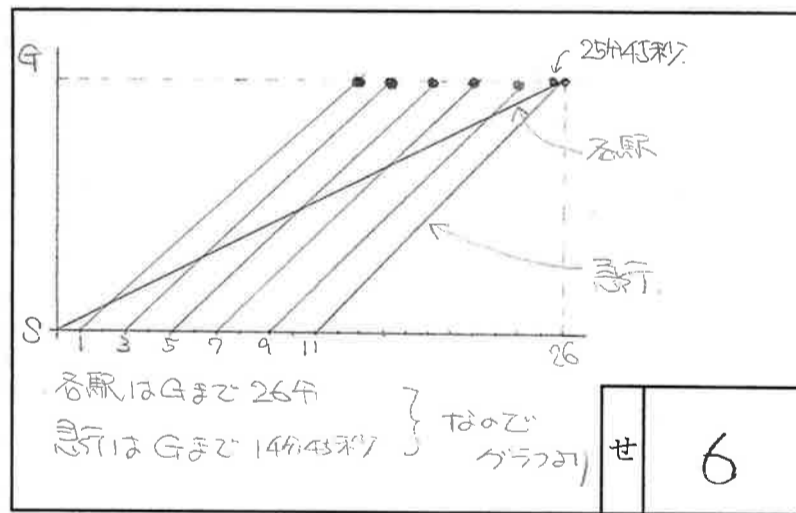 G
25分45秒
各駅
急行
S
1 3 5 7 9 11
26
各駅はGまで 26分
急行は Gまで 14分45秒
なので
グラフより
せ
6